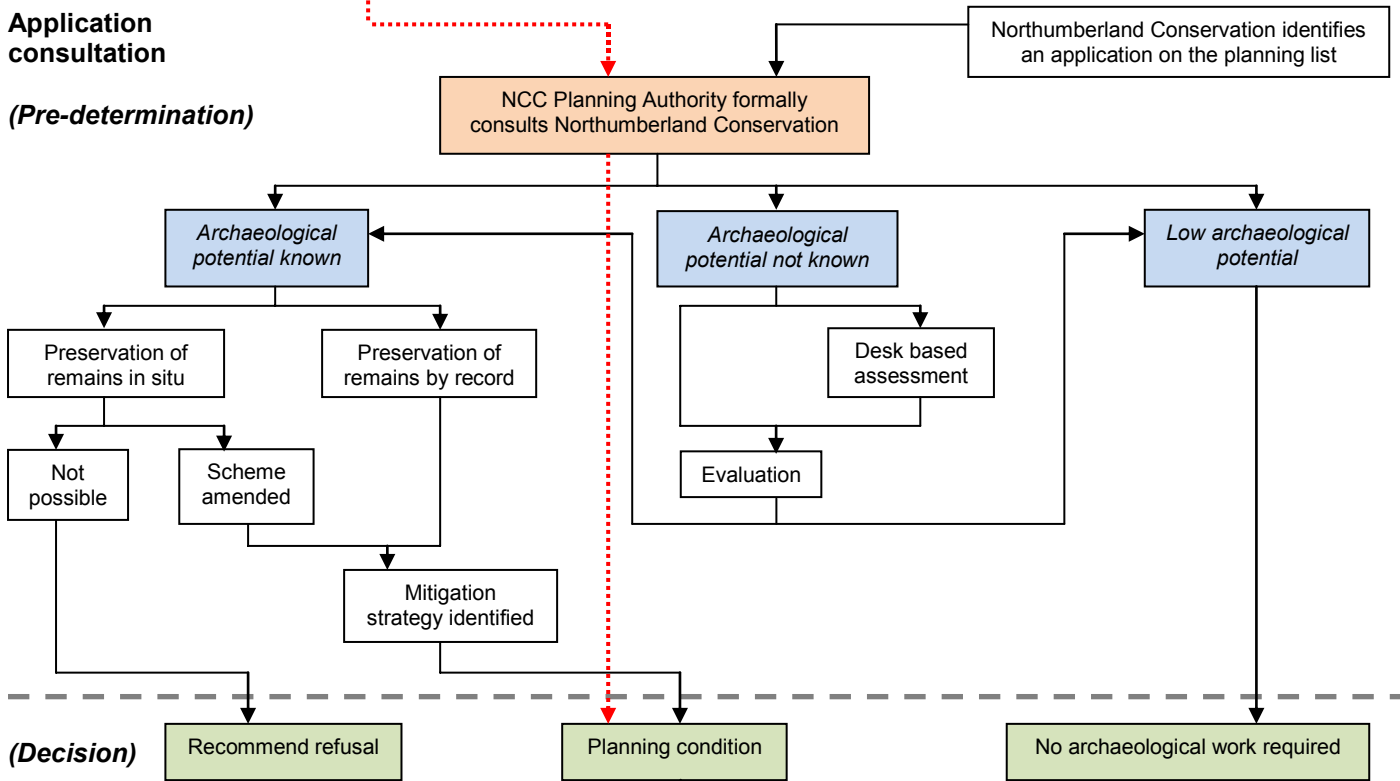 Application
consultation
Northumberland Conservation identifies
an application on the planning list
(Pre-determination)
NCC Planning Authority formally
consults Northumberland Conservation
Archaeological
potential known
Archaeological
potential not known
Low archaeological
potential
Preservation of
remains in situ
Preservation of
remains by record
Desk based
assessment
Not
possible
Scheme
amended
Evaluation
Mitigation
strategy identified
(Decision)
Recommend refusal
Planning condition
No archaeological work required